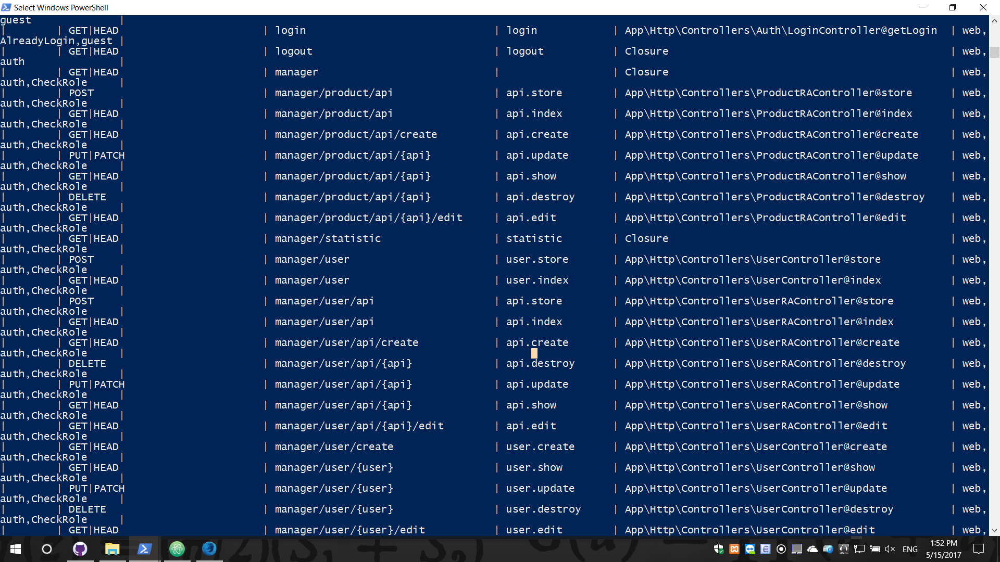 Select Windows PowerShell
guest |
| | GET|HEAD | login | login | App\Http\Controllers\Auth\LoginController@getLogin | web,
AlreadyLogin,guest |
| | GET|HEAD | logout | logout | Closure | web,
auth |
| | GET|HEAD | manager | | Closure | web,
auth,CheckRole |
| | POST | manager/product/api | api.store | App\Http\Controllers\ProductRAController@store | web,
auth,CheckRole |
| | GET|HEAD | manager/product/api | api.index | App\Http\Controllers\ProductRAController@index | web,
auth,CheckRole |
| | GET|HEAD | manager/product/api/create | api.create | App\Http\Controllers\ProductRAController@create | web,
auth,CheckRole |
| | PUT|PATCH | manager/product/api/{api} | api.update | App\Http\Controllers\ProductRAController@update | web,
auth,CheckRole |
| | GET|HEAD | manager/product/api/{api} | api.show | App\Http\Controllers\ProductRAController@show | web,
auth,CheckRole |
| | DELETE | manager/product/api/{api} | api.destroy | App\Http\Controllers\ProductRAController@destroy | web,
auth,CheckRole |
| | GET|HEAD | manager/product/api/{api}/edit | api.edit | App\Http\Controllers\ProductRAController@edit | web,
auth,CheckRole |
| | GET|HEAD | manager/statistic | statistic | Closure | web,
auth,CheckRole |
| | POST | manager/user | user.store | App\Http\Controllers\UserController@store | web,
auth,CheckRole |
| | GET|HEAD | manager/user | user.index | App\Http\Controllers\UserController@index | web,
auth,CheckRole |
| | POST | manager/user/api | api.store | App\Http\Controllers\UserRAController@store | web,
auth,CheckRole |
| | GET|HEAD | manager/user/api | api.index | App\Http\Controllers\UserRAController@index | web,
auth,CheckRole |
| | GET|HEAD | manager/user/api/create | api.create | App\Http\Controllers\UserRAController@create | web,
auth,CheckRole |
| | DELETE | manager/user/api/{api} | api.destroy | App\Http\Controllers\UserRAController@destroy | web,
auth,CheckRole |
| | PUT|PATCH | manager/user/api/{api} | api.update | App\Http\Controllers\UserRAController@update | web,
auth,CheckRole |
| | GET|HEAD | manager/user/api/{api} | api.show | App\Http\Controllers\UserRAController@show | web,
auth,CheckRole |
| | GET|HEAD | manager/user/api/{api}/edit | api.edit | App\Http\Controllers\UserRAController@edit | web,
auth,CheckRole |
| | GET|HEAD | manager/user/create | user.create | App\Http\Controllers\UserController@create | web,
auth,CheckRole |
| | GET|HEAD | manager/user/{user} | user.show | App\Http\Controllers\UserController@show | web,
auth,CheckRole |
| | PUT|PATCH | manager/user/{user} | user.update | App\Http\Controllers\UserController@update | web,
auth,CheckRole |
| | DELETE | manager/user/{user} | user.destroy | App\Http\Controllers\UserController@destroy | web,
auth,CheckRole |
| | GET|HEAD | manager/user/{user}/edit | user.edit | App\Http\Controllers\UserController@edit | web,
ENG
1:52 PM
5/15/2017